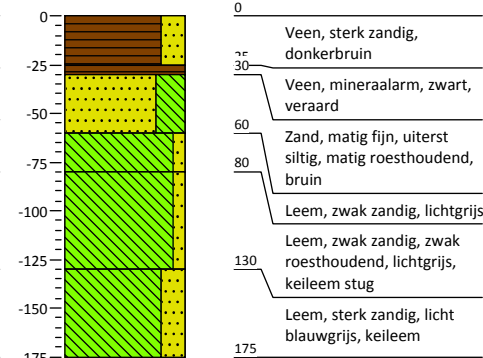 0
-25
-50
-75
-100
-125
-150
-175
0
Veen, sterk zandig,
donkerbruin
25
30
Veen, mineraalarm, zwart,
veraard
60
Zand, matig fijn, uiterst
siltig, matig roesthoudend,
bruin
80
Leem, zwak zandig, lichtgrijs
Leem, zwak zandig, zwak
roesthoudend, lichtgrijs,
keileem stug
130
Leem, sterk zandig, licht
blauwgrijs, keileem
175